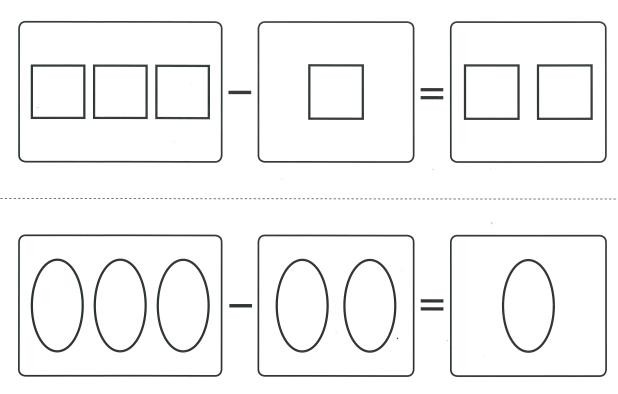 − =
− =